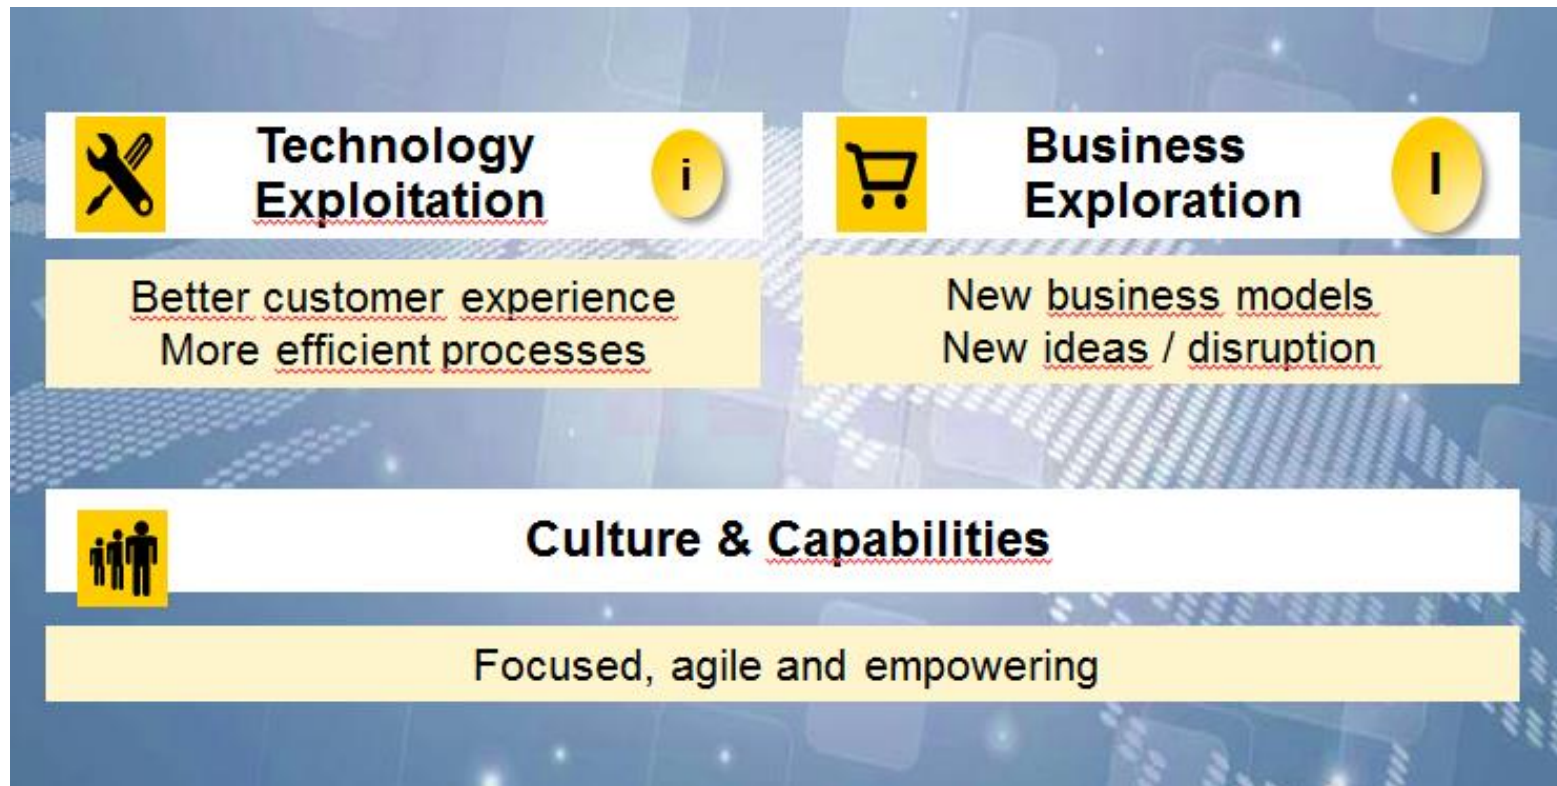 Technology
Exploitation
i
Better customer experience
More efficient processes
Business
Exploration
I
New business models
New ideas / disruption
Culture & Capabilities
Focused, agile and empowering